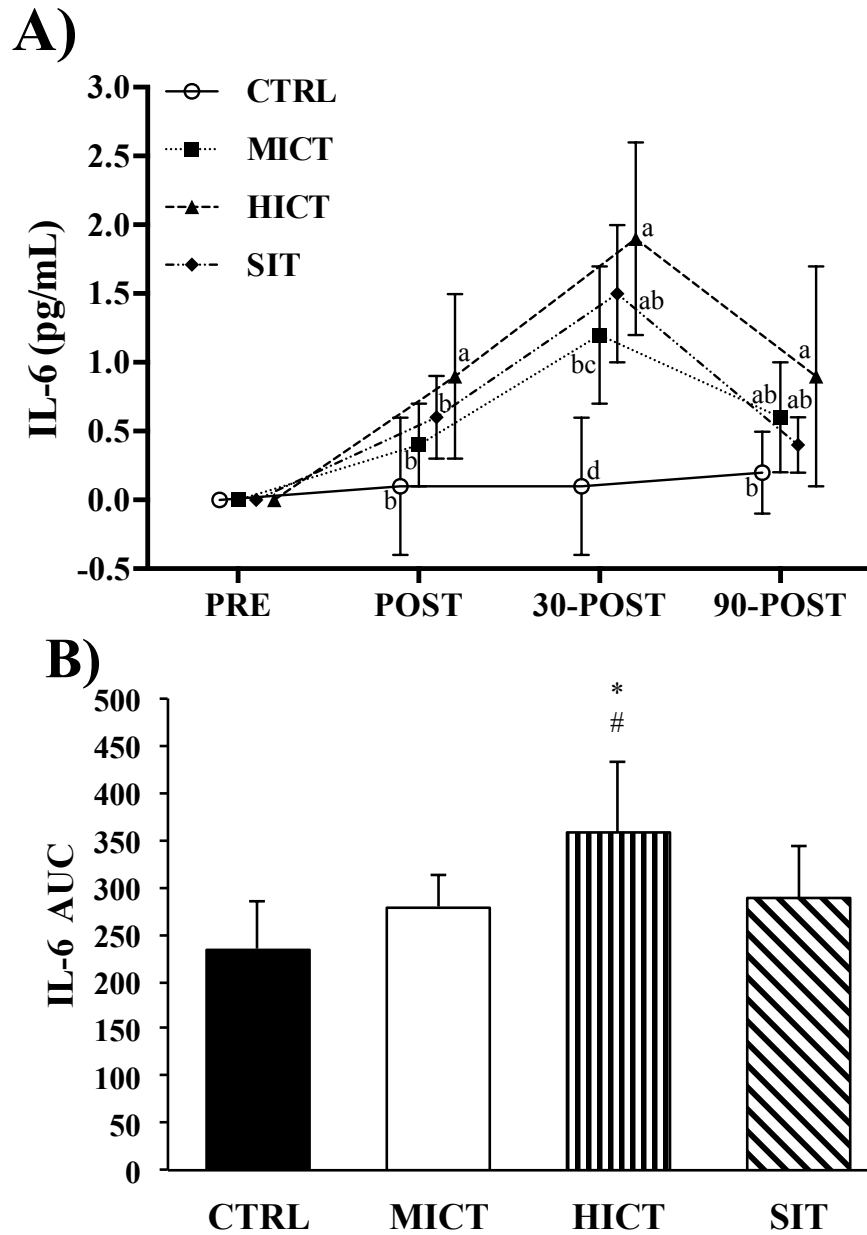 A)
3.0
2.5
2.0
1.5
1.0
0.5
0.0
-0.5
IL-6 (pg/mL)
CTRL
MICT
HICT
SIT
a
ab
bc
d
a
b
b
b
a
ab ab
b
PRE POST 30-POST 90-POST
B)
500
450
400
350
300
250
200
150
100
50
0
IL-6 AUC
*
#
CTRL MICT HICT SIT